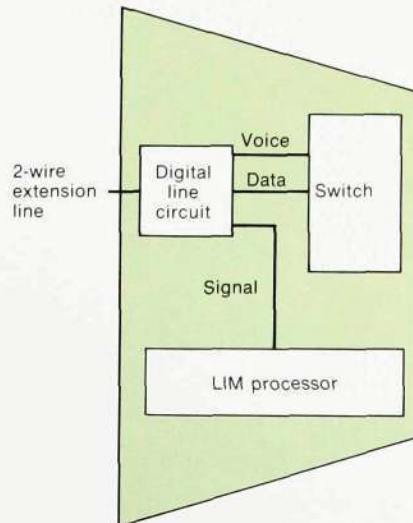 2-wire
extension
line
Digital
line
circuit
Voice
Data
Switch
Signal
LIM processor